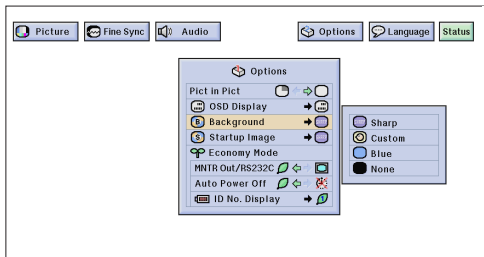 Picture Fine Sync Audio Options Language Status
Options
Pict in Pict
OSD Display
B Background
S Startup Image
Economy Mode
MNTR Out/RS232C
Auto Power Off
ID No. Display
Sharp
Custom
Blue
None